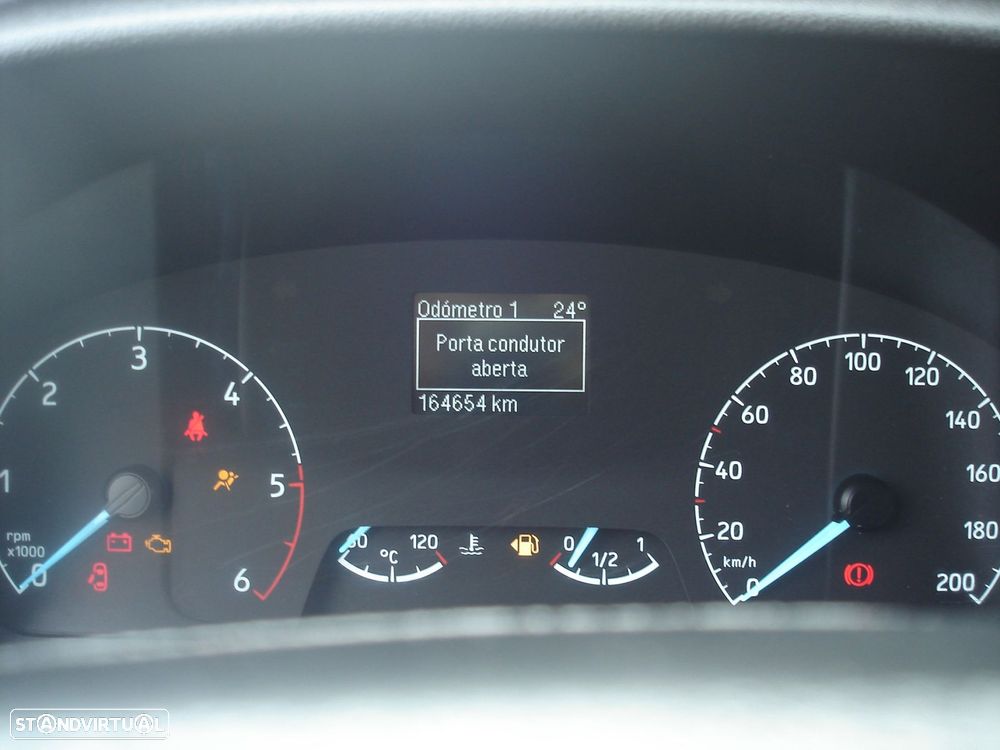 Odómetro 1 24°
Porta condutor
aberta
164654 km
0 1 2 3 4 5 6
rpm
x1000
°C 120
0 1/2 1
0 20 40 60 80 100 120 140 160 180 200
km/h
STANDVIRTUAL